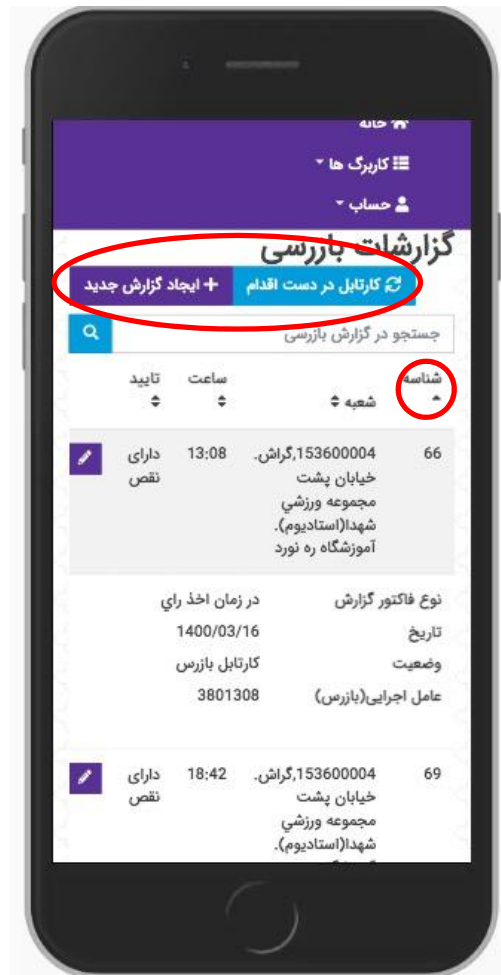 خانه
کاربرگ ها
حساب
گزارشات بازرسی
کارتابل در دست اقدام + ایجاد گزارش جدید
جستجو در گزارش بازرسی
شناسه شعبه ساعت تایید
66 153600004,گراش. 13:08 دارای
خیابان پشت نقص
مجموعه ورزشي
شهدا(استادیوم).
آموزشگاه ره نورد
نوع فاکتور گزارش در زمان اخذ راي
تاریخ 1400/03/16
وضعیت کارتابل بازرس
عامل اجرایی(بازرس) 3801308
69 153600004,گراش. 18:42 دارای
خیابان پشت نقص
مجموعه ورزشي
شهدا(استادیوم).